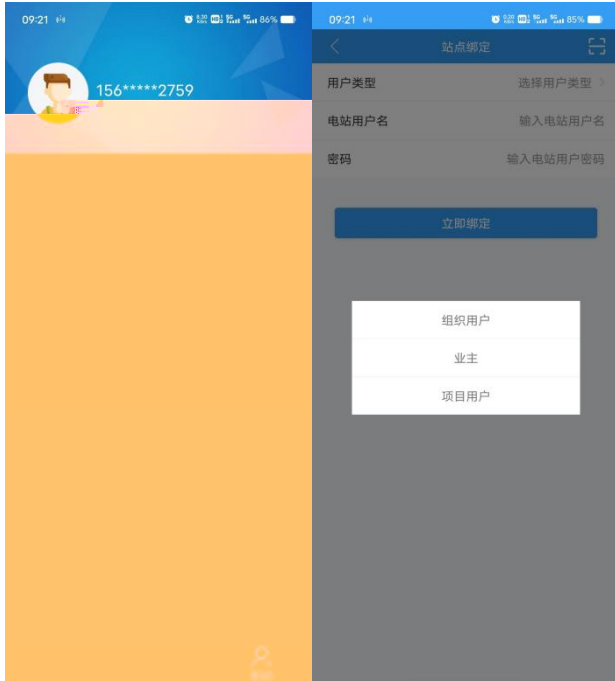 09:21
86%
156*****2759
09:21
85%
站点绑定
用户类型 选择用户类型
电站用户名 输入电站用户名
密码 输入电站用户密码
立即绑定
组织用户
业主
项目用户